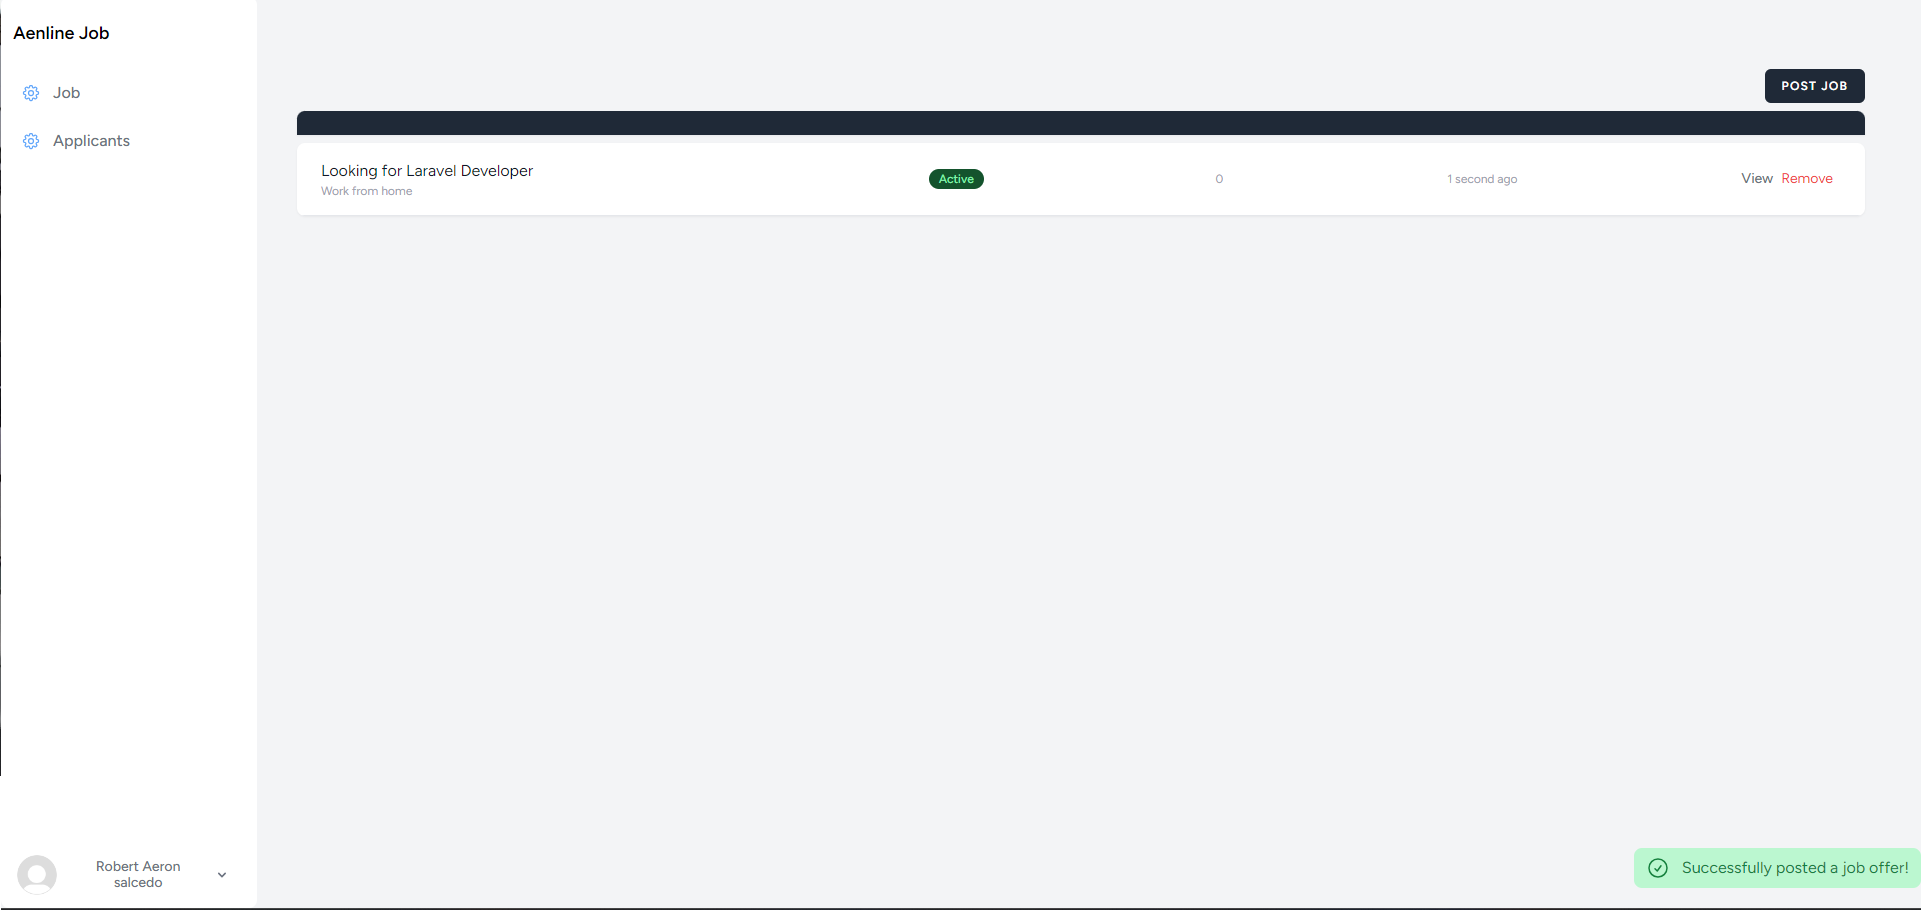 Aenline Job
Job
Applicants
POST JOB
Looking for Laravel Developer
Work from home
Active
0
1 second ago
View Remove
Robert Aeron
salcedo
Successfully posted a job offer!